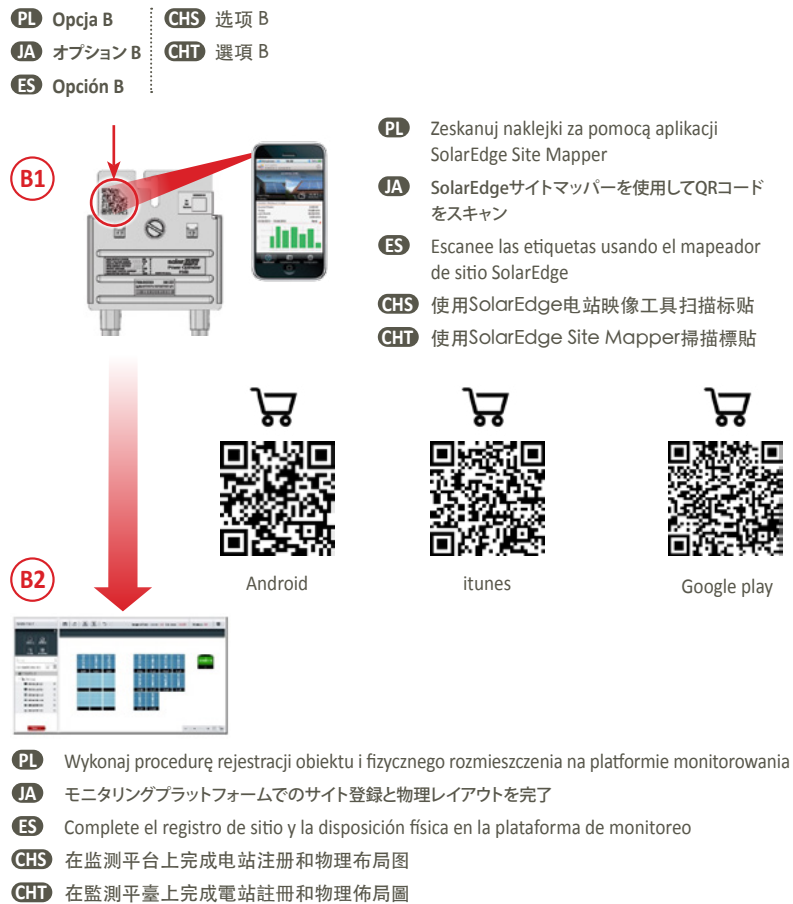 PL Opcja B
JA オプション B
ES Opción B
CHS 选项 B
CHT 選項 B
B1
PL Zeskanuj naklejki za pomocą aplikacji
SolarEdge Site Mapper
JA SolarEdgeサイトマッパーを使用してQRコード
をスキャン
ES Escanee las etiquetas usando el mapeador
de sitio SolarEdge
CHS 使用SolarEdge电站映像工具扫描标贴
CHT 使用SolarEdge Site Mapper掃描標貼
Android
itunes
Google play
B2
PL Wykonaj procedurę rejestracji obiektu i fizycznego rozmieszczenia na platformie monitorowania
JA モニタリングプラットフォームでのサイト登録と物理レイアウトを完了
ES Complete el registro de sitio y la disposición física en la plataforma de monitoreo
CHS 在监测平台上完成电站注册和物理布局图
CHT 在監測平臺上完成電站註冊和物理佈局圖